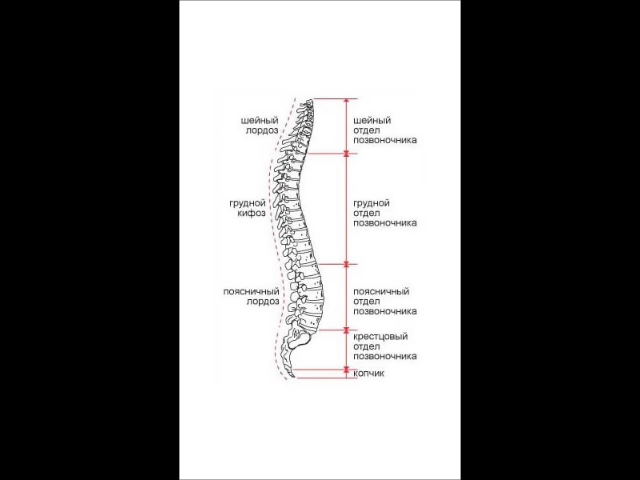 шейный
лордоз
шейный
отдел
позвоночника
грудной
кифоз
грудной
отдел
позвоночника
поясничный
лордоз
поясничный
отдел
позвоночника
крестцовый
отдел
позвоночника
копчик